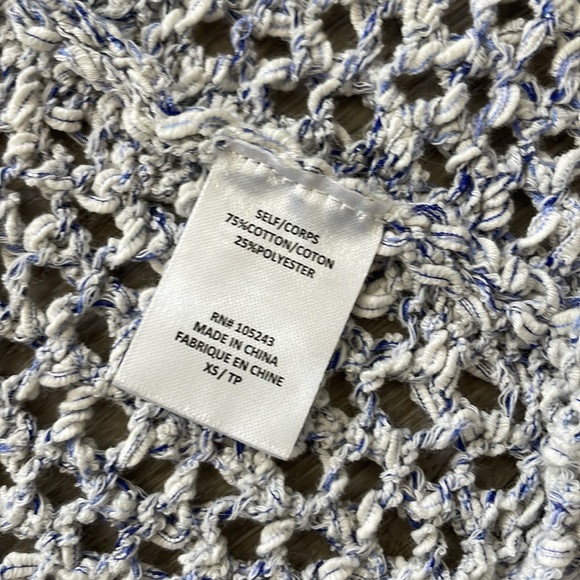 SELF/CORPS
75%COTTON/COTON
25%POLYESTER
RN# 105243
MADE IN CHINA
FABRIQUE EN CHINE
XS / TP